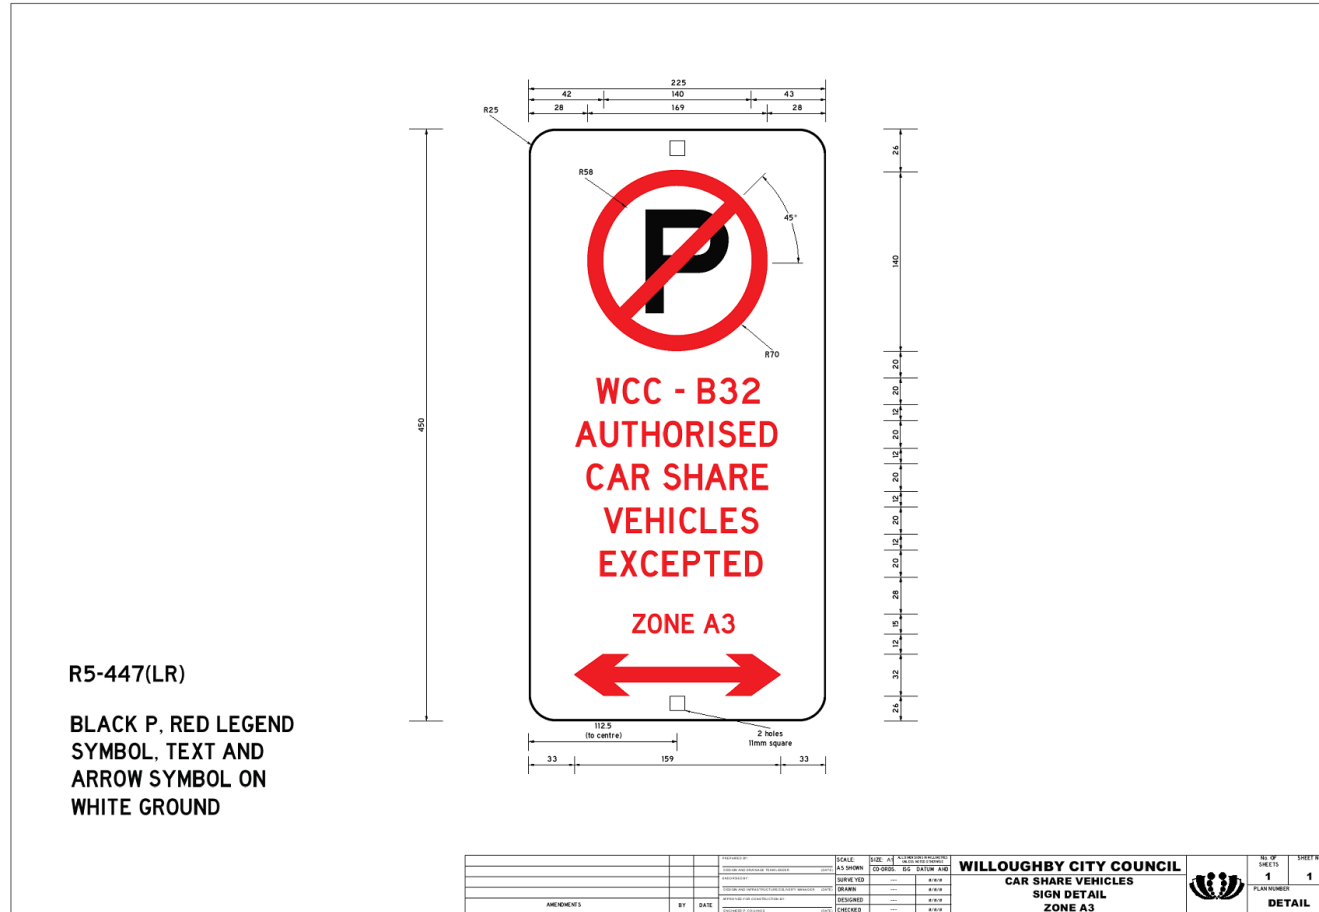 225
42 140 43
28 169 28
R25
R58
P
45°
R70
450
26
140
20
20
12
20
12
20
12
20
12
20
28
15
12
32
26
WCC - B32
AUTHORISED
CAR SHARE
VEHICLES
EXCEPTED
ZONE A3
112.5
(to centre)
2 holes
11mm square
33 159 33
R5-447(LR)
BLACK P, RED LEGEND
SYMBOL, TEXT AND
ARROW SYMBOL ON
WHITE GROUND
AMENDMENTS BY DATE
SCALE:
AS SHOWN
SIZE: A1
CO-ORDS. ISG DATUM AHD
SURVEYED
DRAWN
DESIGNED
CHECKED
WILLOUGHBY CITY COUNCIL
CAR SHARE VEHICLES
SIGN DETAIL
ZONE A3
No. OF
SHEETS
1
SHEET N
1
PLAN NUMBER
DETAIL